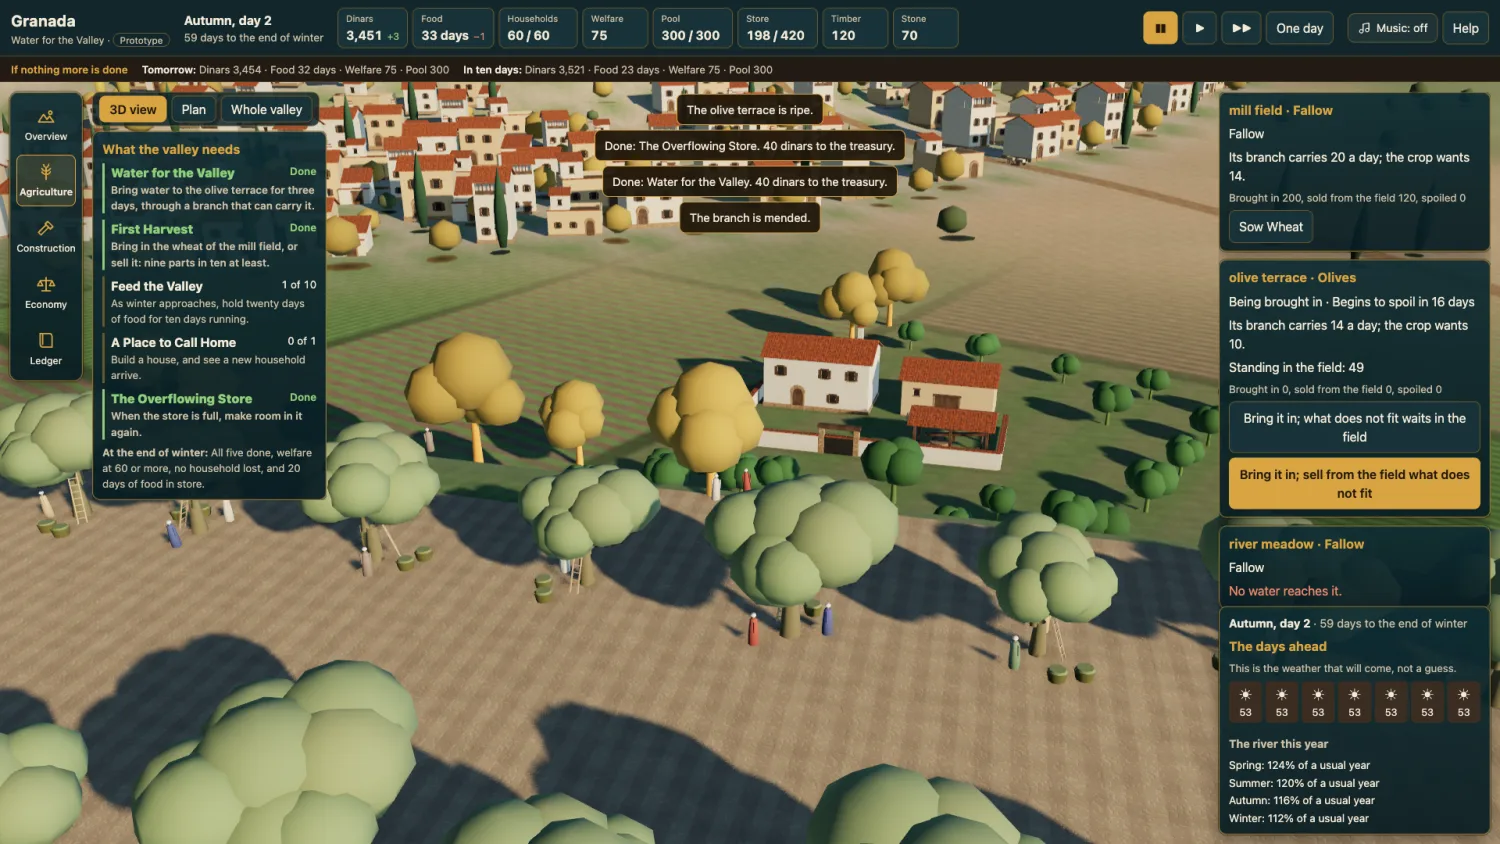 Granada
Water for the Valley · Prototype
Autumn, day 2
59 days to the end of winter
Dinars
3,451 +3
Food
33 days −1
Households
60 / 60
Welfare
75
Pool
300 / 300
Store
198 / 420
Timber
120
Stone
70
One day
Music: off
Help
If nothing more is done Tomorrow: Dinars 3,454 · Food 32 days · Welfare 75 · Pool 300 In ten days: Dinars 3,521 · Food 23 days · Welfare 75 · Pool 300
Overview
Agriculture
Construction
Economy
Ledger
3D view
Plan
Whole valley
What the valley needs
Water for the Valley Done
Bring water to the olive terrace for three
days, through a branch that can carry it.
First Harvest Done
Bring in the wheat of the mill field, or
sell it: nine parts in ten at least.
Feed the Valley 1 of 10
As winter approaches, hold twenty days
of food for ten days running.
A Place to Call Home 0 of 1
Build a house, and see a new household
arrive.
The Overflowing Store Done
When the store is full, make room in it
again.
At the end of winter: All five done, welfare
at 60 or more, no household lost, and 20
days of food in store.
The olive terrace is ripe.
Done: The Overflowing Store. 40 dinars to the treasury.
Done: Water for the Valley. 40 dinars to the treasury.
The branch is mended.
mill field · Fallow
Fallow
Its branch carries 20 a day; the crop wants
14.
Brought in 200, sold from the field 120, spoiled 0
Sow Wheat
olive terrace · Olives
Being brought in · Begins to spoil in 16 days
Its branch carries 14 a day; the crop wants
10.
Standing in the field: 49
Brought in 0, sold from the field 0, spoiled 0
Bring it in; what does not fit waits in the
field
Bring it in; sell from the field what does
not fit
river meadow · Fallow
Fallow
No water reaches it.
Autumn, day 2 · 59 days to the end of winter
The days ahead
This is the weather that will come, not a guess.
53 53 53 53 53 53 53
The river this year
Spring: 124% of a usual year
Summer: 120% of a usual year
Autumn: 116% of a usual year
Winter: 112% of a usual year